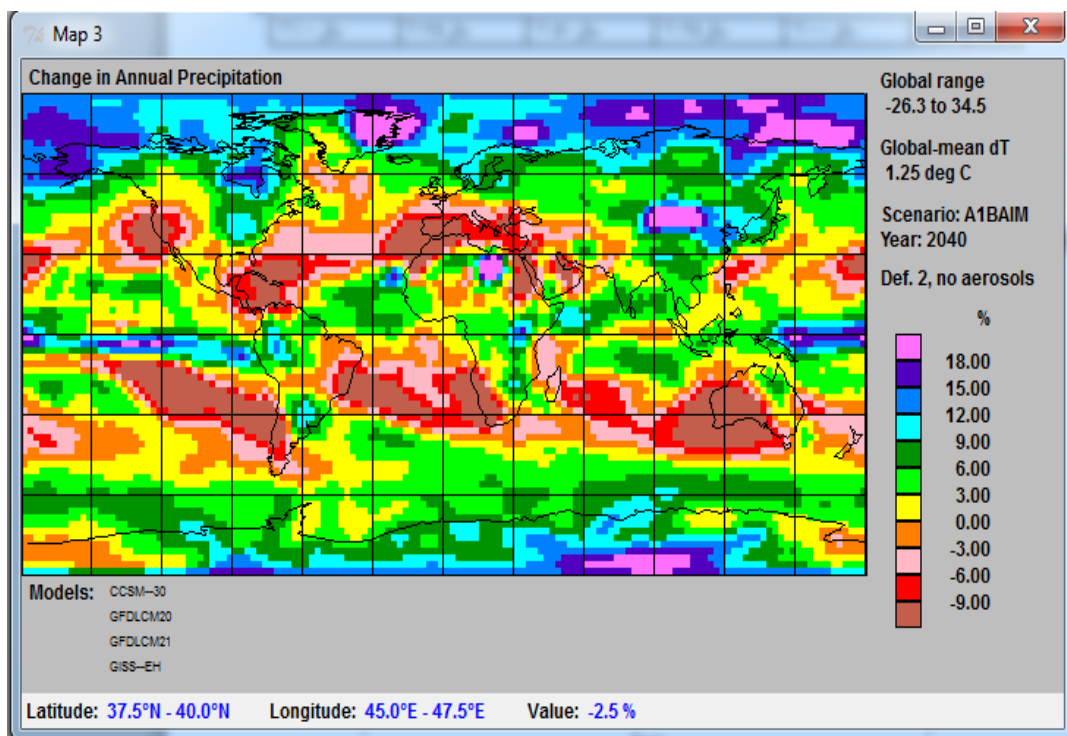 Map 3
Change in Annual Precipitation
Global range
-26.3 to 34.5
Global-mean dT
1.25 deg C
Scenario: A1BAIM
Year: 2040
Def. 2, no aerosols
%
18.00
15.00
12.00
9.00
6.00
3.00
0.00
-3.00
-6.00
-9.00
Models: CCSM--30
GFDLCM20
GFDLCM21
GISS--EH
Latitude: 37.5°N - 40.0°N Longitude: 45.0°E - 47.5°E Value: -2.5 %